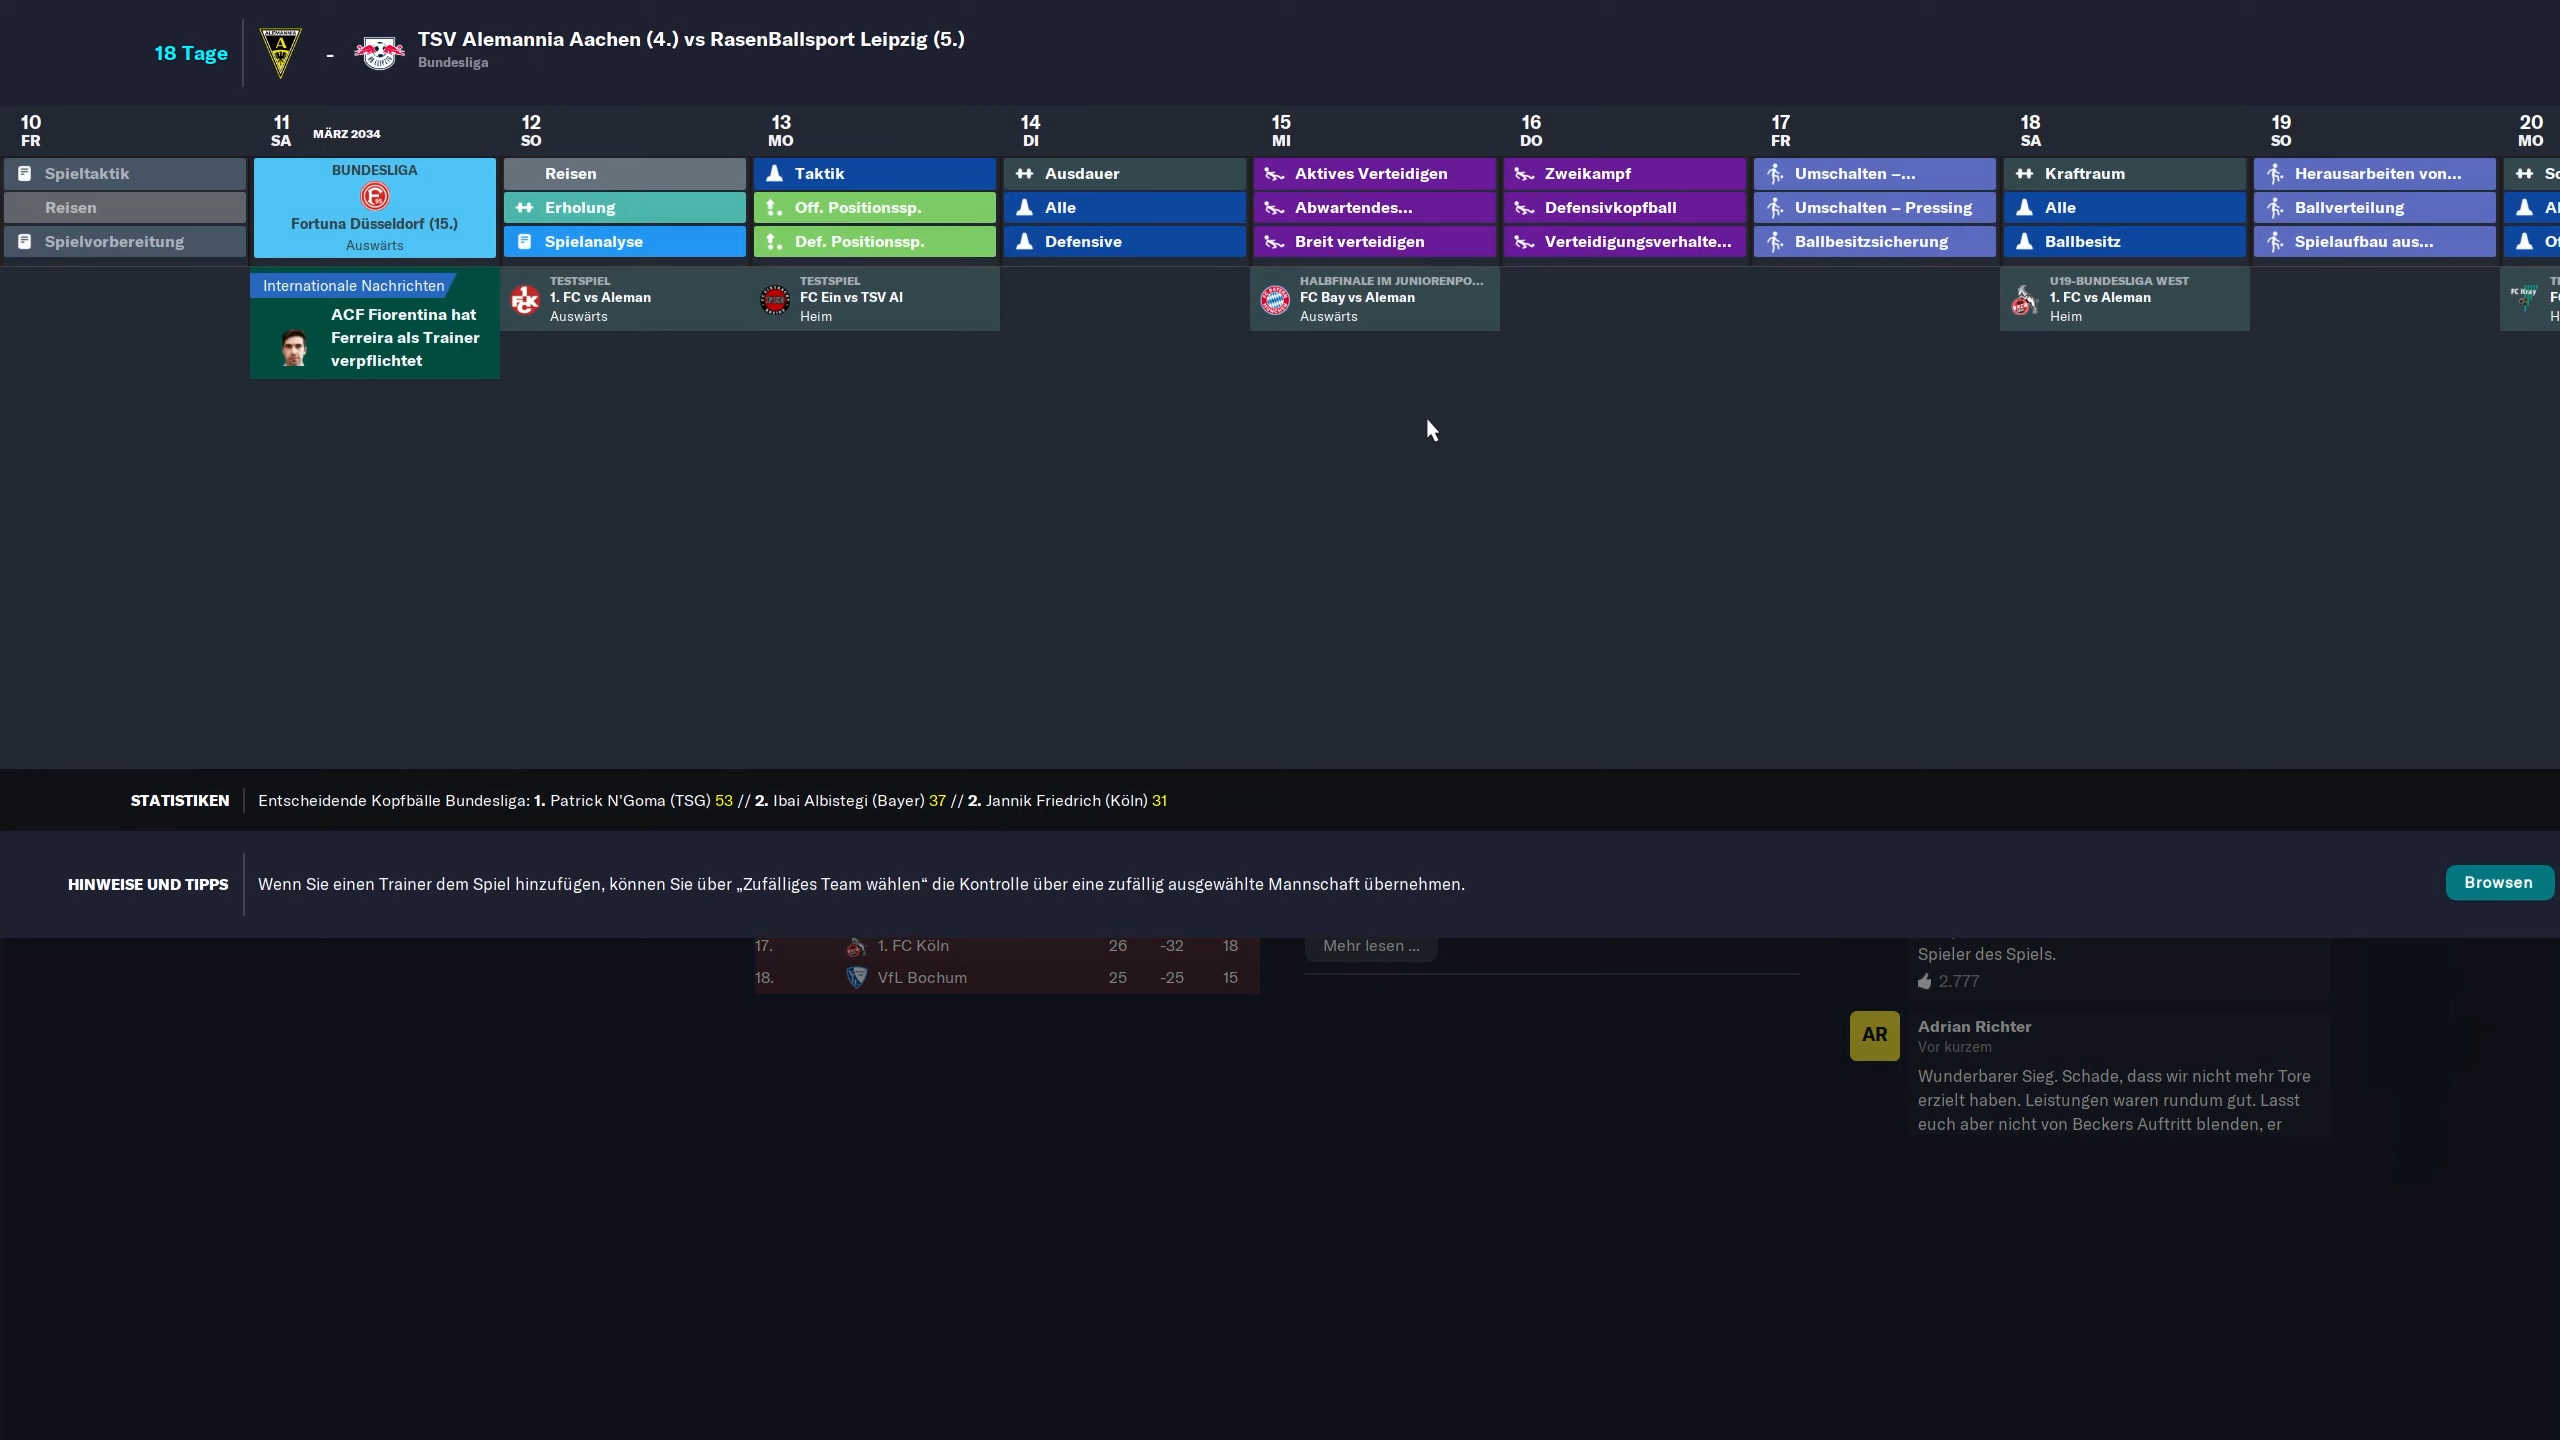 18 Tage
TSV Alemannia Aachen (4.) vs RasenBallsport Leipzig (5.)
Bundesliga
10 FR
11 SA MÄRZ 2034
12 SO
13 MO
14 DI
15 MI
16 DO
17 FR
18 SA
19 SO
20 MO
Spieltaktik
Reisen
Spielvorbereitung
BUNDESLIGA
Fortuna Düsseldorf (15.)
Auswärts
Reisen
Erholung
Spielanalyse
Taktik
Off. Positionssp.
Def. Positionssp.
Ausdauer
Alle
Defensive
Aktives Verteidigen
Abwartendes...
Breit verteidigen
Zweikampf
Defensivkopfball
Verteidigungsverhalte...
Umschalten –...
Umschalten – Pressing
Ballbesitzsicherung
Kraftraum
Alle
Ballbesitz
Herausarbeiten von...
Ballverteilung
Spielaufbau aus...
Internationale Nachrichten
ACF Fiorentina hat
Ferreira als Trainer
verpflichtet
TESTSPIEL
1. FC vs Aleman
Auswärts
TESTSPIEL
FC Ein vs TSV Al
Heim
HALBFINALE IM JUNIORENPO...
FC Bay vs Aleman
Auswärts
U19-BUNDESLIGA WEST
1. FC vs Aleman
Heim
STATISTIKEN
Entscheidende Kopfbälle Bundesliga: 1. Patrick N'Goma (TSG) 53 // 2. Ibai Albistegi (Bayer) 37 // 2. Jannik Friedrich (Köln) 31
HINWEISE UND TIPPS
Wenn Sie einen Trainer dem Spiel hinzufügen, können Sie über „Zufälliges Team wählen“ die Kontrolle über eine zufällig ausgewählte Mannschaft übernehmen.
Browsen
17. 1. FC Köln 26 -32 18
18. VfL Bochum 25 -25 15
Mehr lesen ...
Spieler des Spiels.
2.777
AR
Adrian Richter
Vor kurzem
Wunderbarer Sieg. Schade, dass wir nicht mehr Tore
erzielt haben. Leistungen waren rundum gut. Lasst
euch aber nicht von Beckers Auftritt blenden, er